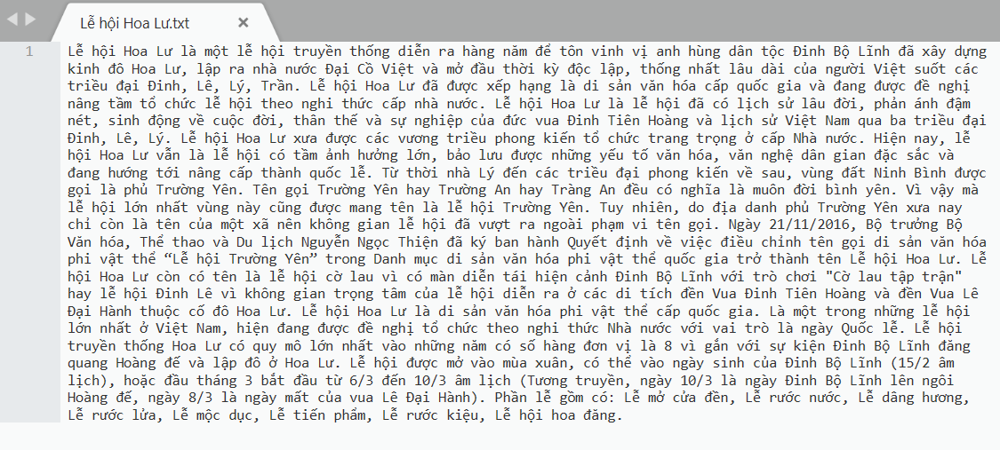 Lễ hội Hoa Lư.txt
1
Lễ hội Hoa Lư là một lễ hội truyền thống diễn ra hàng năm để tôn vinh vị anh hùng dân tộc Đinh Bộ Lĩnh đã xây dựng
kinh đô Hoa Lư, lập ra nhà nước Đại Cồ Việt và mở đầu thời kỳ độc lập, thống nhất lâu dài của người Việt suốt các
triều đại Đinh, Lê, Lý, Trần. Lễ hội Hoa Lư đã được xếp hạng là di sản văn hóa cấp quốc gia và đang được đề nghị
nâng tầm tổ chức lễ hội theo nghi thức cấp nhà nước. Lễ hội Hoa Lư là lễ hội đã có lịch sử lâu đời, phản ánh đậm
nét, sinh động về cuộc đời, thân thế và sự nghiệp của đức vua Đinh Tiên Hoàng và lịch sử Việt Nam qua ba triều đại
Đinh, Lê, Lý. Lễ hội Hoa Lư xưa được các vương triều phong kiến tổ chức trang trọng ở cấp Nhà nước. Hiện nay, lễ
hội Hoa Lư vẫn là lễ hội có tầm ảnh hưởng lớn, bảo lưu được những yếu tố văn hóa, văn nghệ dân gian đặc sắc và
đang hướng tới nâng cấp thành quốc lễ. Từ thời nhà Lý đến các triều đại phong kiến về sau, vùng đất Ninh Bình được
gọi là phủ Trường Yên. Tên gọi Trường Yên hay Trường An hay Tràng An đều có nghĩa là muôn đời bình yên. Vì vậy mà
lễ hội lớn nhất vùng này cũng được mang tên là lễ hội Trường Yên. Tuy nhiên, do địa danh phủ Trường Yên xưa nay
chỉ còn là tên của một xã nên không gian lễ hội đã vượt ra ngoài phạm vi tên gọi. Ngày 21/11/2016, Bộ trưởng Bộ
Văn hóa, Thể thao và Du lịch Nguyễn Ngọc Thiện đã ký ban hành Quyết định về việc điều chỉnh tên gọi di sản văn hóa
phi vật thể “Lễ hội Trường Yên” trong Danh mục di sản văn hóa phi vật thể quốc gia trở thành tên Lễ hội Hoa Lư. Lễ
hội Hoa Lư còn có tên là lễ hội cờ lau vì có màn diễn tái hiện cảnh Đinh Bộ Lĩnh với trò chơi "Cờ lau tập trận"
hay lễ hội Đinh Lê vì không gian trọng tâm của lễ hội diễn ra ở các di tích đền Vua Đinh Tiên Hoàng và đền Vua Lê
Đại Hành thuộc cố đô Hoa Lư. Lễ hội Hoa Lư là di sản văn hóa phi vật thể cấp quốc gia. Là một trong những lễ hội
lớn nhất ở Việt Nam, hiện đang được đề nghị tổ chức theo nghi thức Nhà nước với vai trò là ngày Quốc lễ. Lễ hội
truyền thống Hoa Lư có quy mô lớn nhất vào những năm có số hàng đơn vị là 8 vì gắn với sự kiện Đinh Bộ Lĩnh đăng
quang Hoàng đế và lập đô ở Hoa Lư. Lễ hội được mở vào mùa xuân, có thể vào ngày sinh của Đinh Bộ Lĩnh (15/2 âm
lịch), hoặc đầu tháng 3 bắt đầu từ 6/3 đến 10/3 âm lịch (Tương truyền, ngày 10/3 là ngày Đinh Bộ Lĩnh lên ngôi
Hoàng đế, ngày 8/3 là ngày mất của vua Lê Đại Hành). Phần lễ gồm có: Lễ mở cửa đền, Lễ rước nước, Lễ dâng hương,
Lễ rước lửa, Lễ mộc dục, Lễ tiến phẩm, Lễ rước kiệu, Lễ hội hoa đăng.